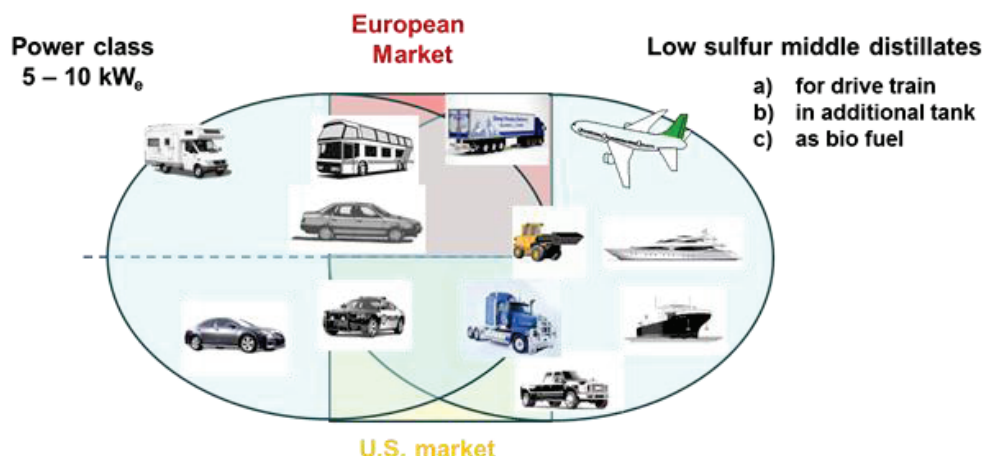 European
Market
Power class
5 – 10 kWₑ
Low sulfur middle distillates
a) for drive train
b) in additional tank
c) as bio fuel
U.S. market